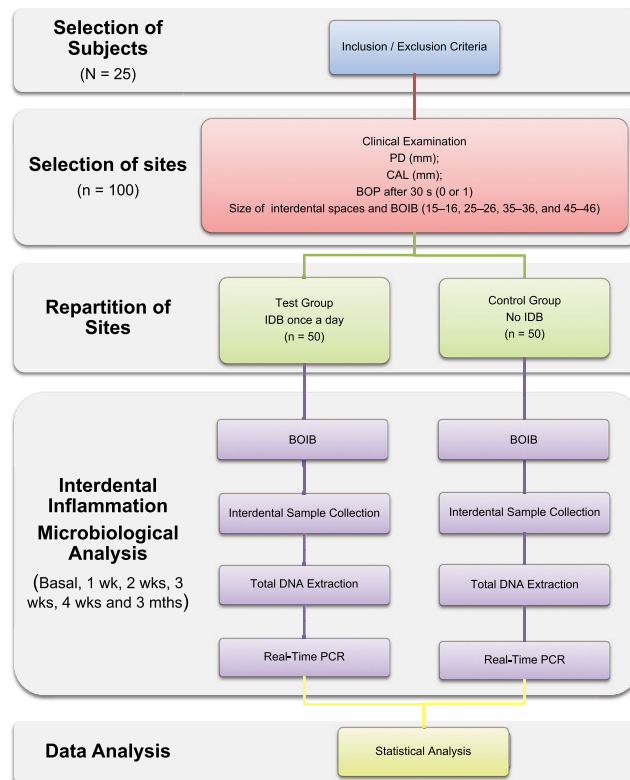 Selection of
Subjects
(N = 25)
Inclusion / Exclusion Criteria
Selection of sites
(n = 100)
Clinical Examination
PD (mm);
CAL (mm);
BOP after 30 s (0 or 1)
Size of interdental spaces and BOIB (15–16, 25–26, 35–36, and 45–46)
Repartition of
Sites
Test Group
IDB once a day
(n = 50)
Control Group
No IDB
(n = 50)
Interdental
Inflammation
Microbiological
Analysis
(Basal, 1 wk, 2 wks, 3
wks, 4 wks and 3 mths)
BOIB
BOIB
Interdental Sample Collection
Interdental Sample Collection
Total DNA Extraction
Total DNA Extraction
Real-Time PCR
Real-Time PCR
Data Analysis
Statistical Analysis